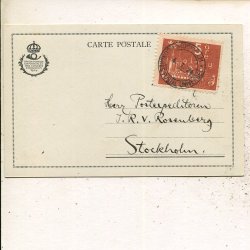 CARTE POSTALE
Herr Postexpeditören
J. R. V. Rosenberg
Stockholm.